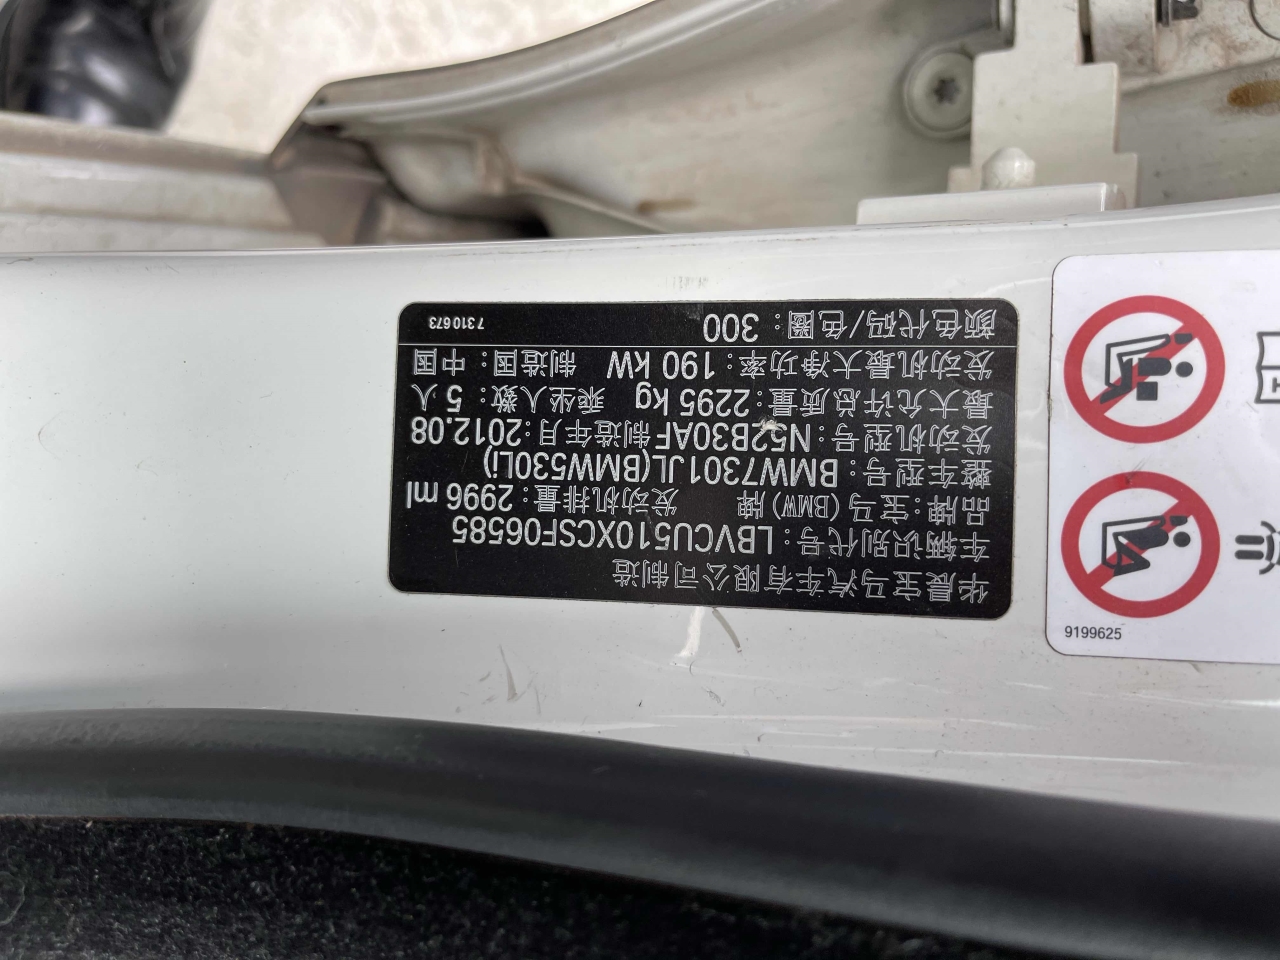 华晨宝马汽车有限公司制造
车辆识别代号：LBVCU510XCSF06585
品牌：宝马(BMW)牌 发动机排量：2996 ml
整车型号：BMW7301JL(BMW530Li)
发动机型号：N52B30AF 制造年月：2012.08
最大允许总质量：2295 kg 乘坐人数：5 人
发动机最大净功率：190 kW 制造国：中国
颜色代码/色圈：300 7 310 673
9199625